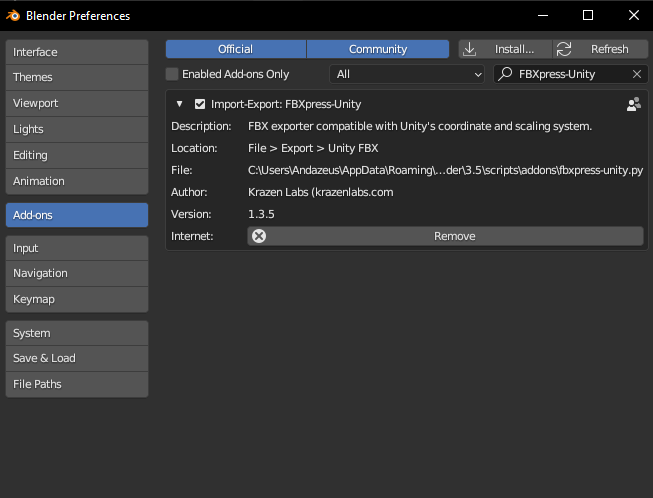 Blender Preferences
Interface
Themes
Viewport
Lights
Editing
Animation
Add-ons
Input
Navigation
Keymap
System
Save & Load
File Paths
Official
Community
Install...
Refresh
Enabled Add-ons Only
All
FBXpress-Unity
Import-Export: FBXpress-Unity
Description: FBX exporter compatible with Unity's coordinate and scaling system.
Location: File > Export > Unity FBX
File: C:\Users\Andazeus\AppData\Roaming\...der\3.5\scripts\addons\fbxpress-unity.py
Author: Krazen Labs (krazenlabs.com
Version: 1.3.5
Internet: Remove